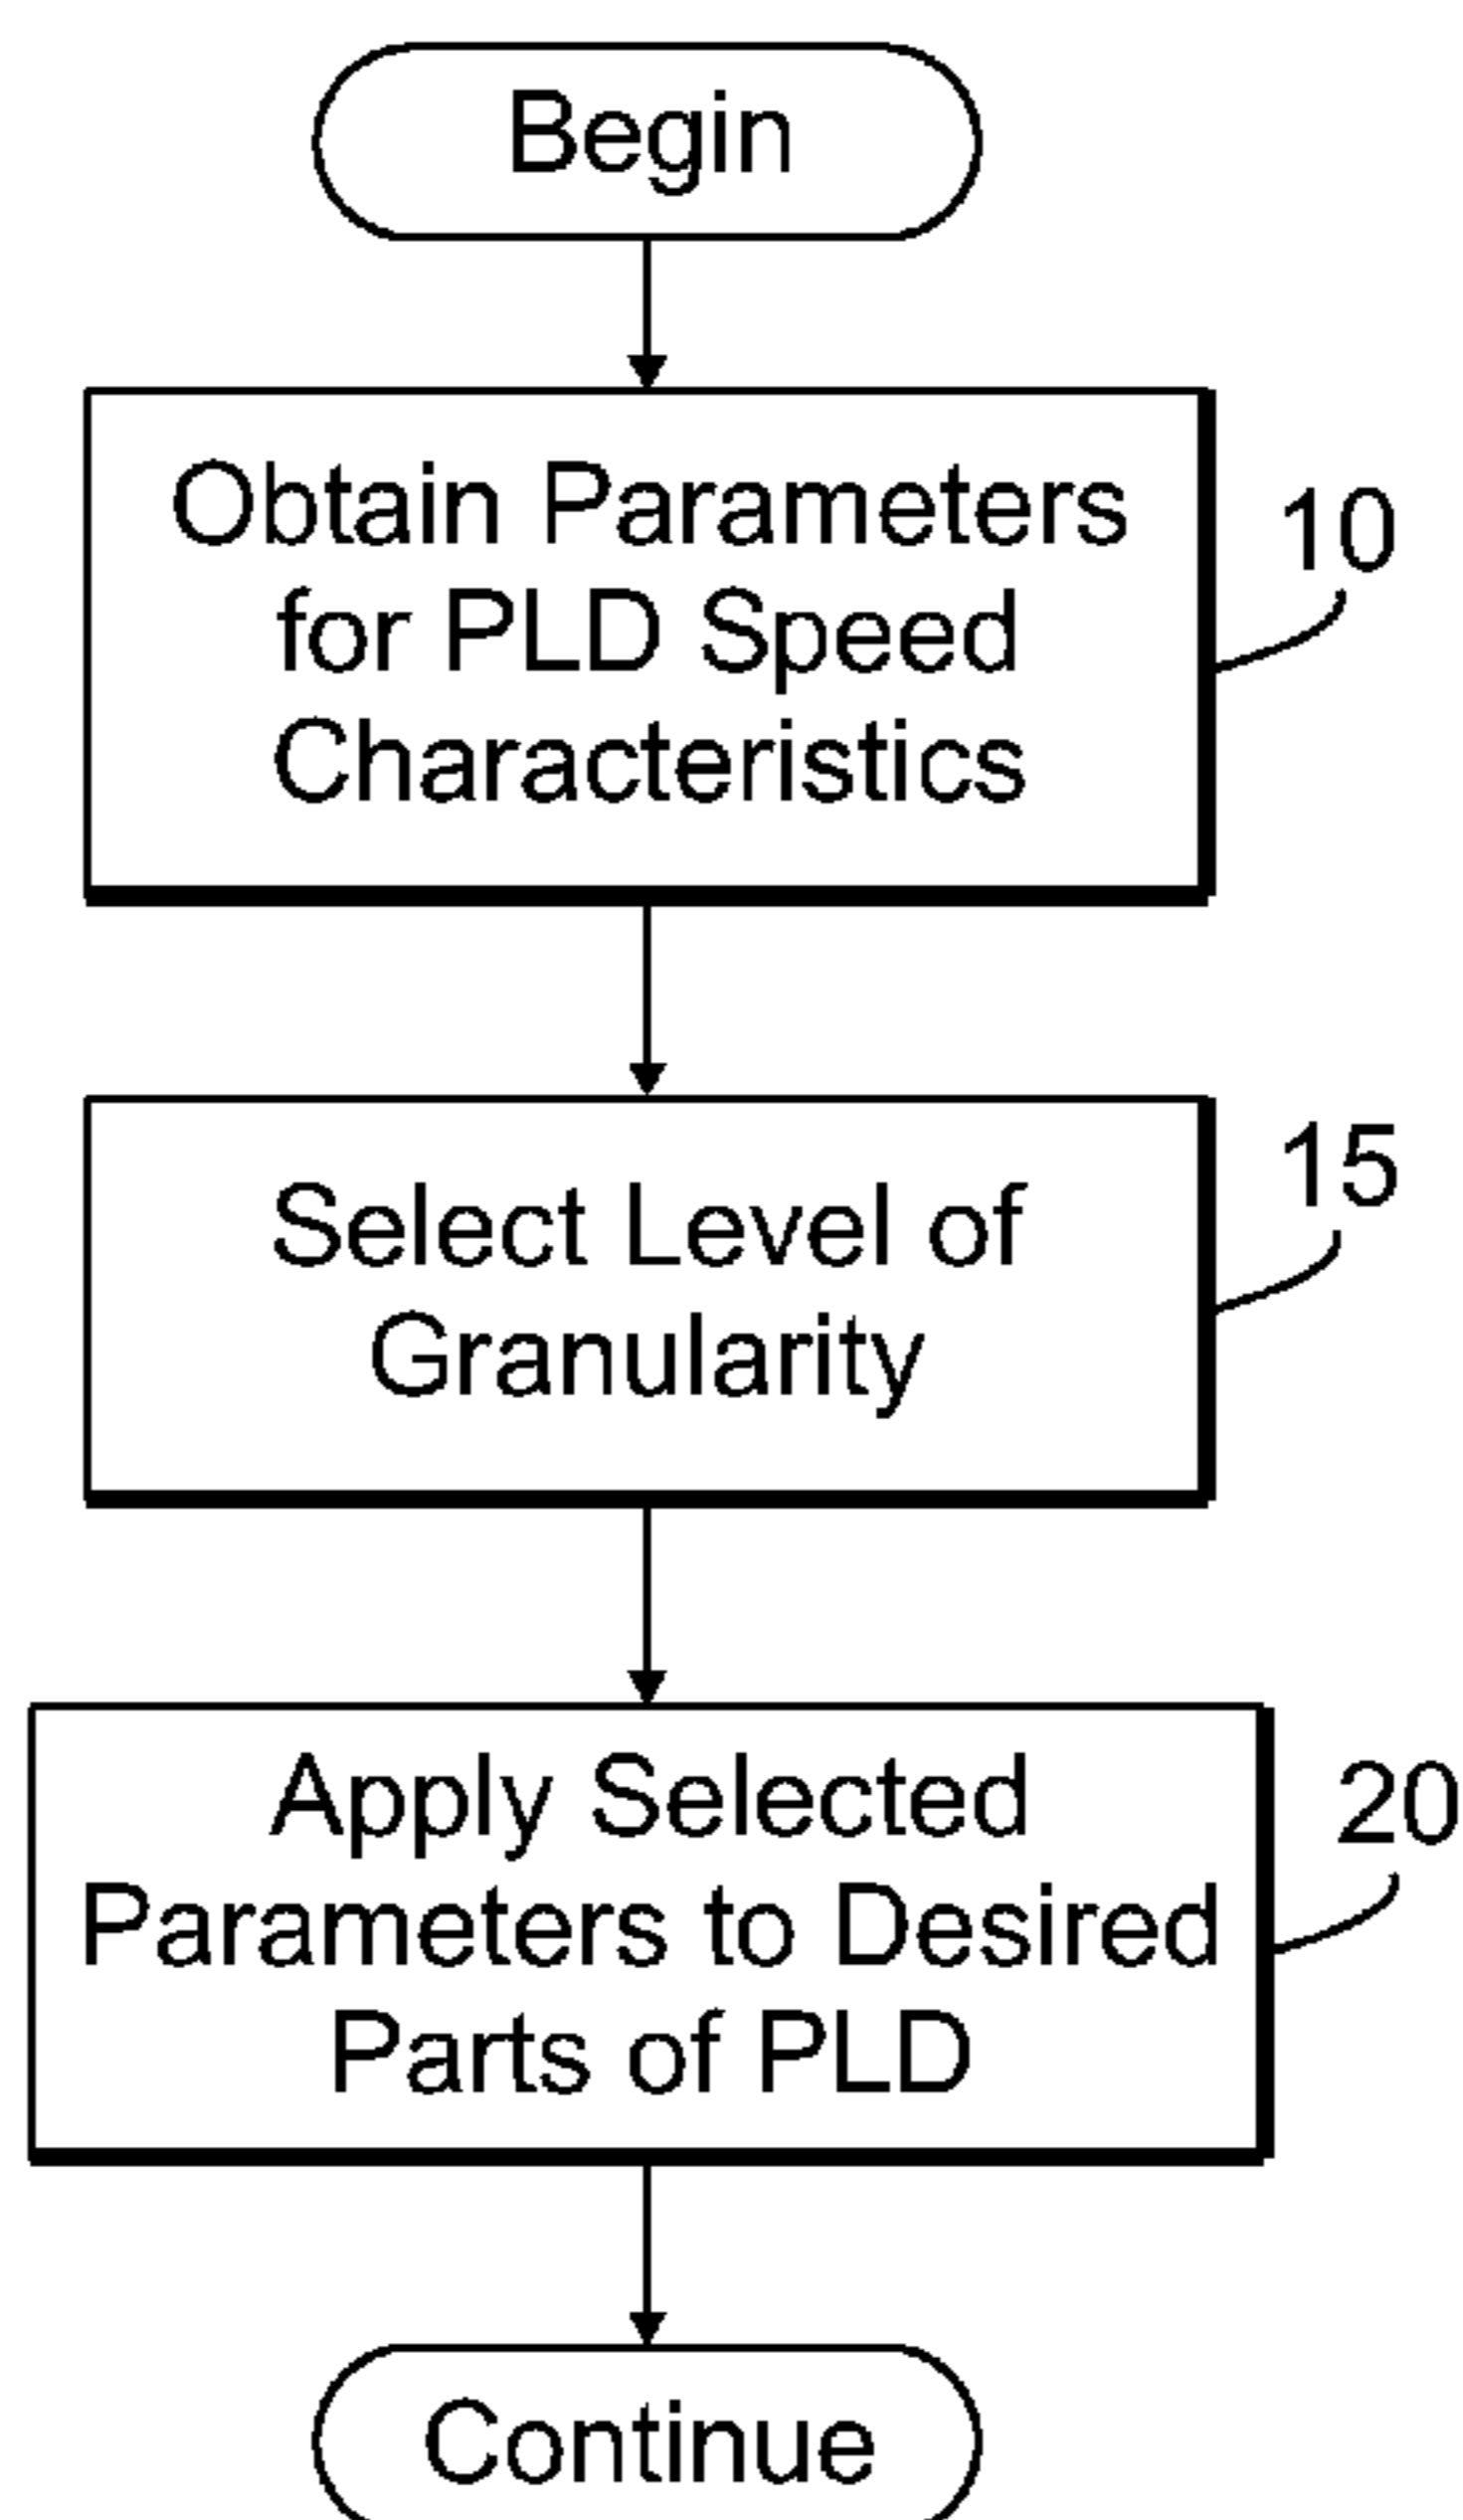 Begin
Obtain Parameters
for PLD Speed
Characteristics
10
Select Level of
Granularity
15
Apply Selected
Parameters to Desired
Parts of PLD
20
Continue